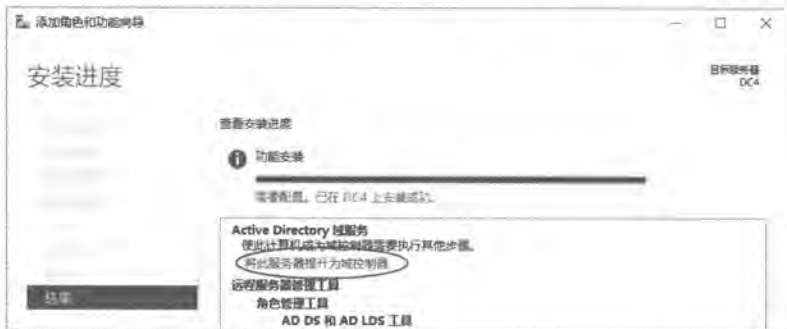 添加角色和功能向导
安装进度
目标服务器
DC4
查看安装进度
功能安装
需要配置。已在 DC4 上安装成功。
Active Directory 域服务
使此计算机成为域控制器需要执行其他步骤。
将此服务器提升为域控制器
远程服务器管理工具
角色管理工具
AD DS 和 AD LDS 工具
结果